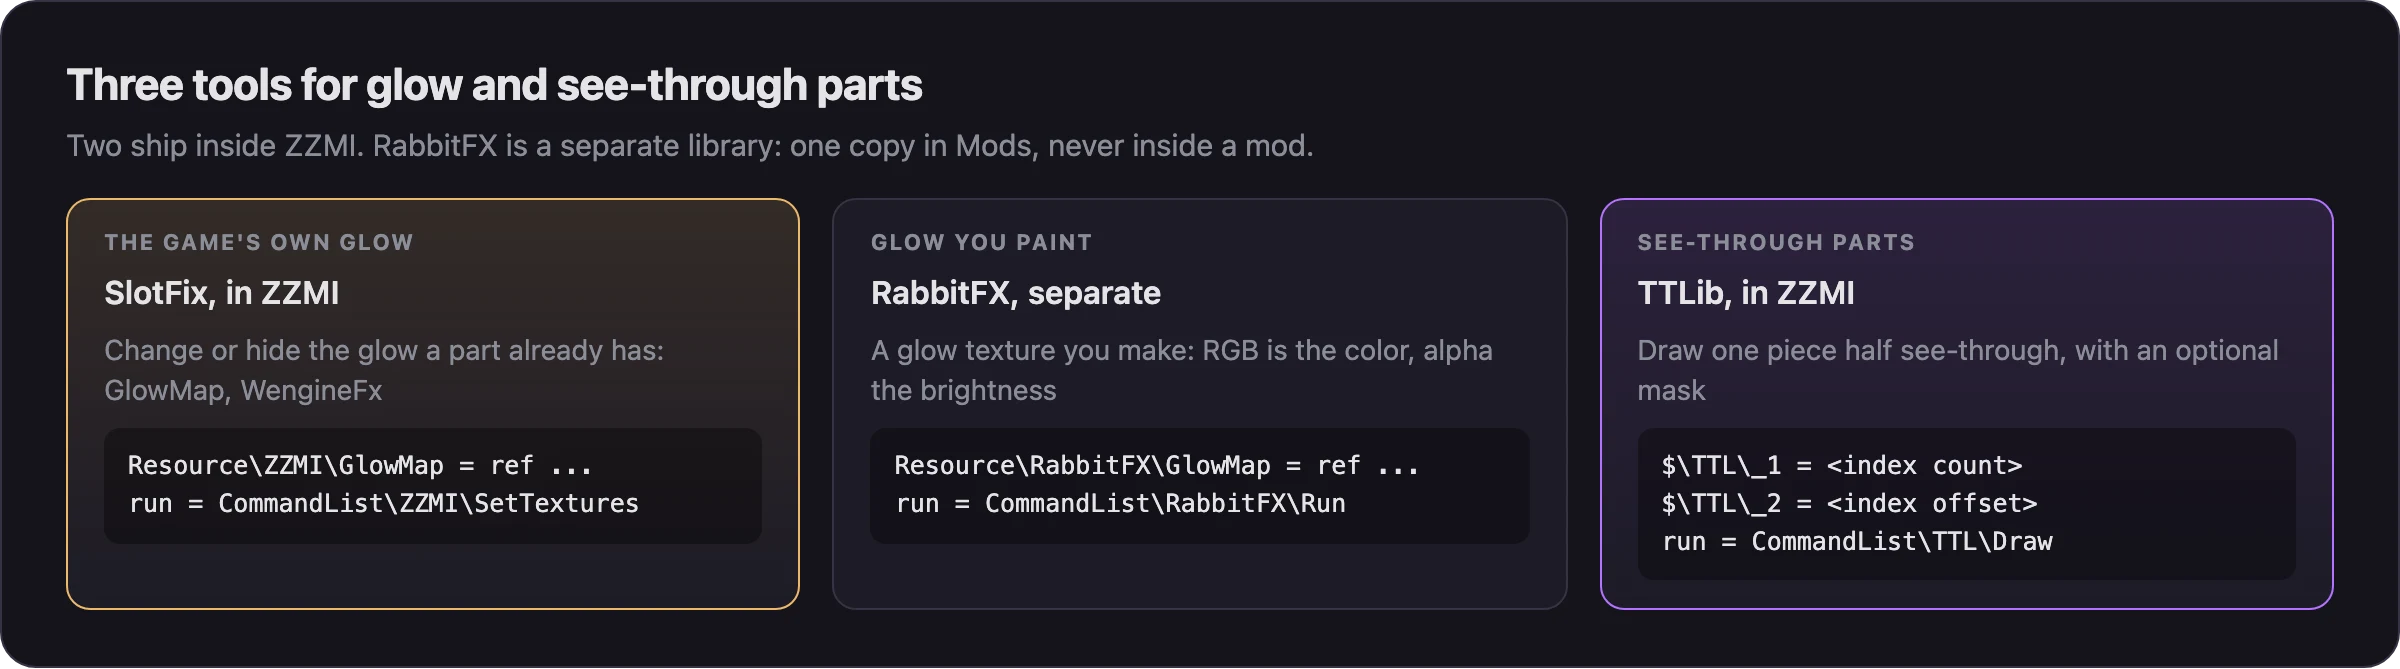 Three tools for glow and see-through parts
Two ship inside ZZMI. RabbitFX is a separate library: one copy in Mods, never inside a mod.
THE GAME'S OWN GLOW
SlotFix, in ZZMI
Change or hide the glow a part already has:
GlowMap, WengineFx
Resource\ZZMI\GlowMap = ref ...
run = CommandList\ZZMI\SetTextures
GLOW YOU PAINT
RabbitFX, separate
A glow texture you make: RGB is the color, alpha
the brightness
Resource\RabbitFX\GlowMap = ref ...
run = CommandList\RabbitFX\Run
SEE-THROUGH PARTS
TTLib, in ZZMI
Draw one piece half see-through, with an optional
mask
$\TTL\_1 = <index count>
$\TTL\_2 = <index offset>
run = CommandList\TTL\Draw